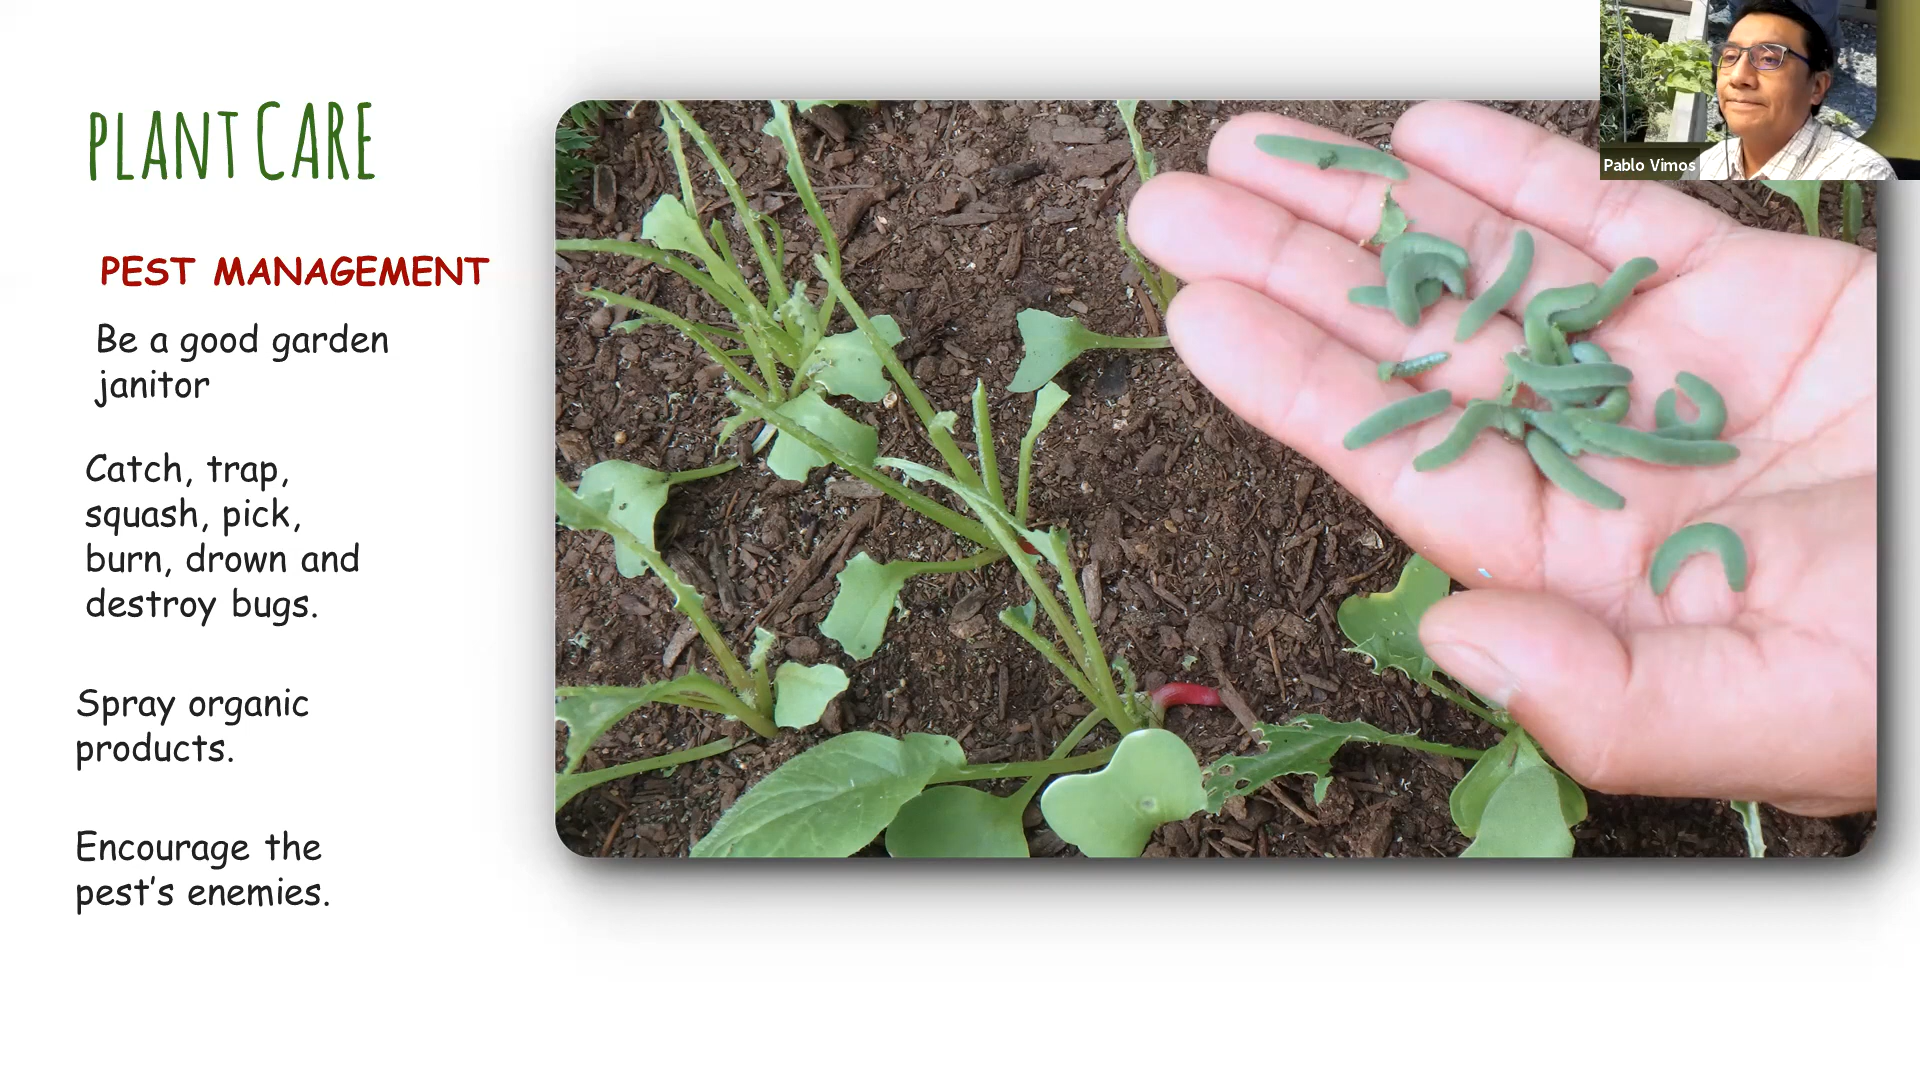 PLANT CARE
PEST MANAGEMENT
Be a good garden
janitor
Catch, trap,
squash, pick,
burn, drown and
destroy bugs.
Spray organic
products.
Encourage the
pest's enemies.
Pablo Vimos